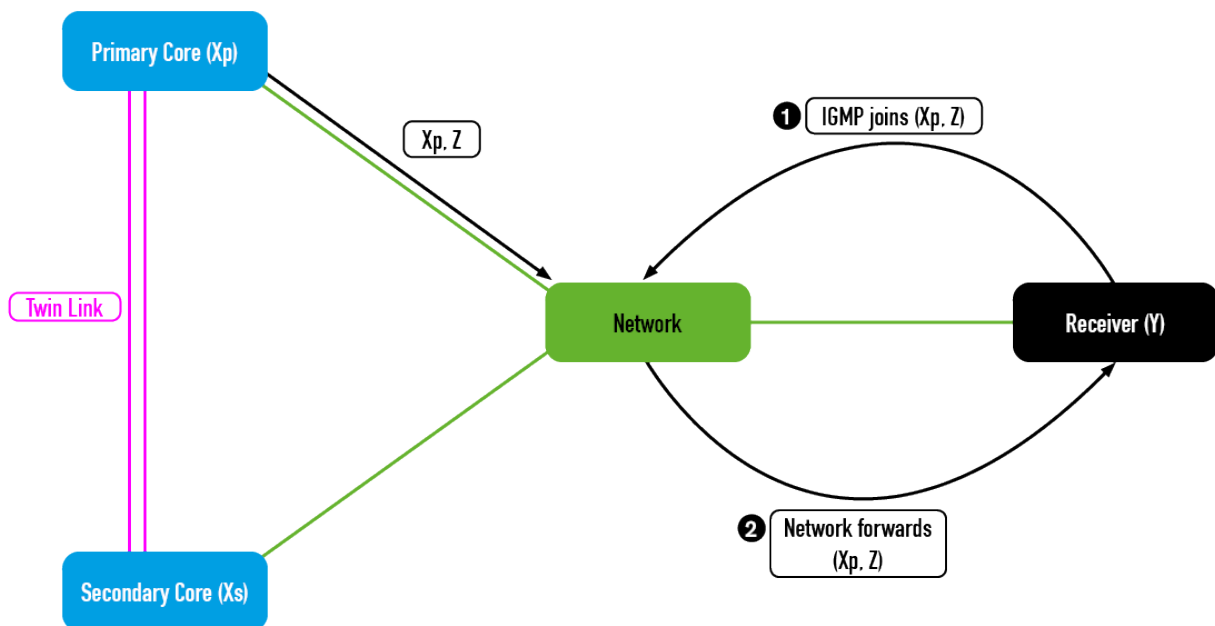 Primary Core (Xp)
Xp, Z
1 IGMP joins (Xp, Z)
Twin Link
Network
Receiver (Y)
2 Network forwards
(Xp, Z)
Secondary Core (Xs)